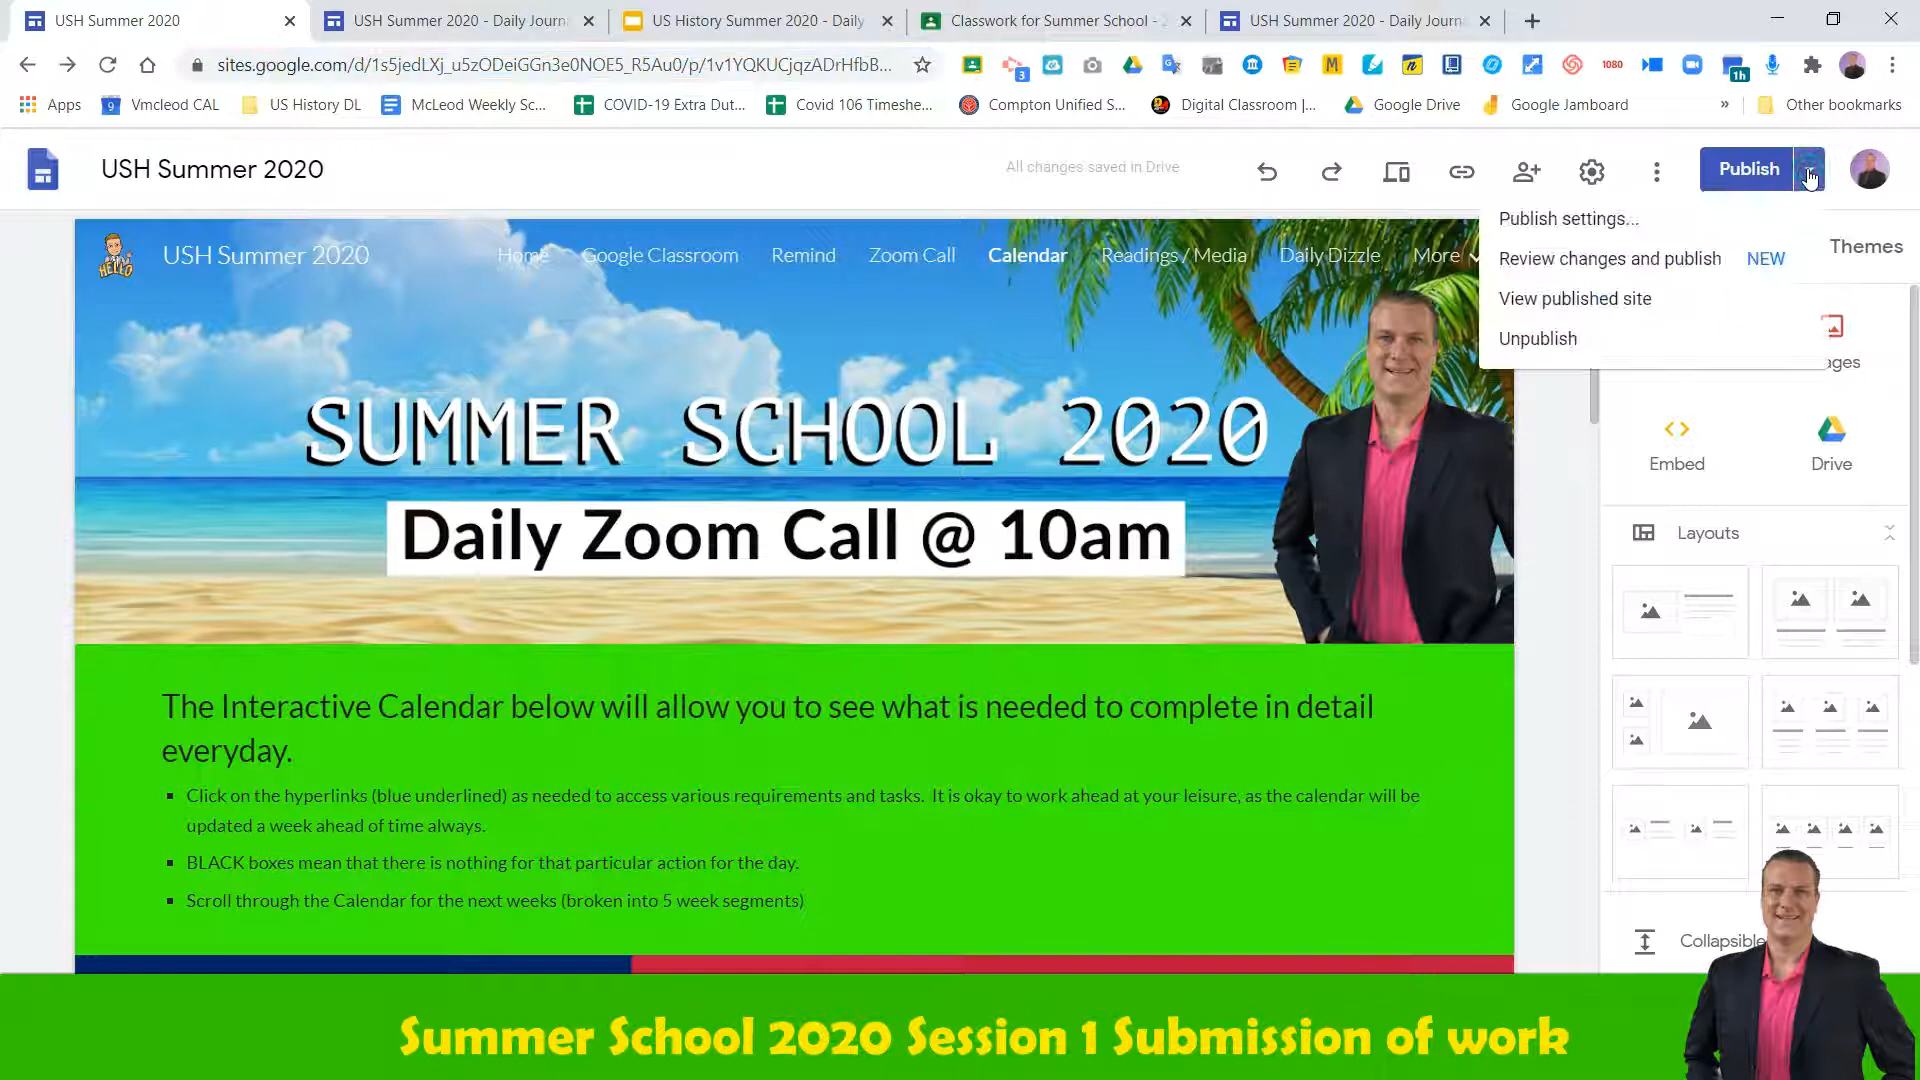 USH Summer 2020
USH Summer 2020 - Daily Journ
US History Summer 2020 - Daily
Classwork for Summer School - 2
USH Summer 2020 - Daily Journ
sites.google.com/d/1s5jedLXj_u5zODeiGGn3e0NOE5_R5Au0/p/1v1YQKUCjqzADrHfbB...
3
1080
1h
Apps
9
Vmcleod CAL
US History DL
McLeod Weekly Sc...
COVID-19 Extra Dut...
Covid 106 Timeshe...
Compton Unified S...
Digital Classroom |...
Google Drive
Google Jamboard
»
Other bookmarks
USH Summer 2020
All changes saved in Drive
Publish
Publish settings...
Review changes and publish NEW
View published site
Unpublish
Themes
HELLO
USH Summer 2020
Home
Google Classroom
Remind
Zoom Call
Calendar
Readings / Media
Daily Dizzle
More
SUMMER SCHOOL 2020
Daily Zoom Call @ 10am
ages
Embed
Drive
Layouts
The Interactive Calendar below will allow you to see what is needed to complete in detail
everyday.
Click on the hyperlinks (blue underlined) as needed to access various requirements and tasks. It is okay to work ahead at your leisure, as the calendar will be
updated a week ahead of time always.
BLACK boxes mean that there is nothing for that particular action for the day.
Scroll through the Calendar for the next weeks (broken into 5 week segments)
Collapsible
Summer School 2020 Session 1 Submission of work